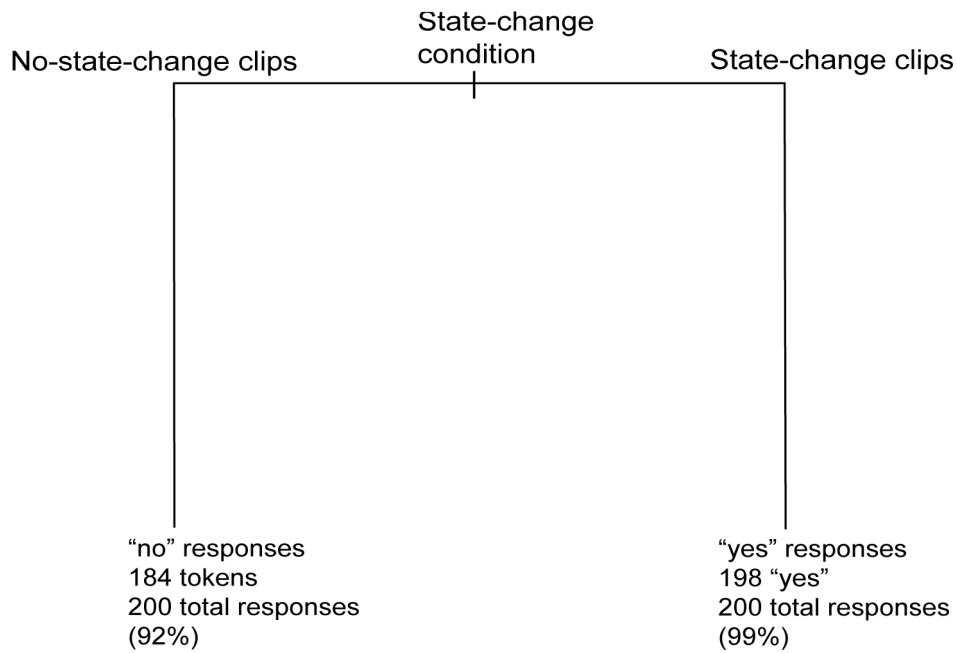 State-change
condition
No-state-change clips
State-change clips
“no” responses
184 tokens
200 total responses
(92%)
“yes” responses
198 “yes”
200 total responses
(99%)